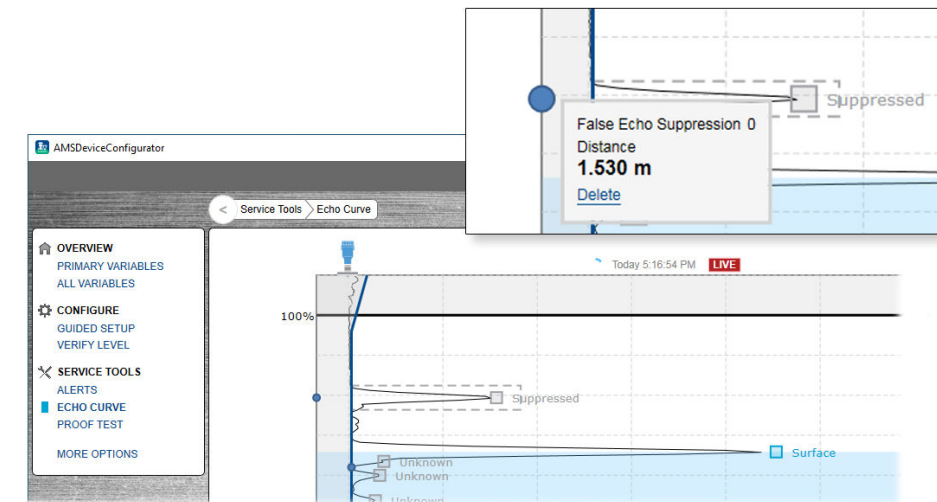 False Echo Suppression 0
Distance
1.530 m
Delete
Suppressed
AMSDeviceConfigurator
<
Service Tools
Echo Curve
OVERVIEW
PRIMARY VARIABLES
ALL VARIABLES
CONFIGURE
GUIDED SETUP
VERIFY LEVEL
SERVICE TOOLS
ALERTS
ECHO CURVE
PROOF TEST
MORE OPTIONS
Today 5:16:54 PM LIVE
100%
Suppressed
Surface
Unknown
Unknown
Unknown